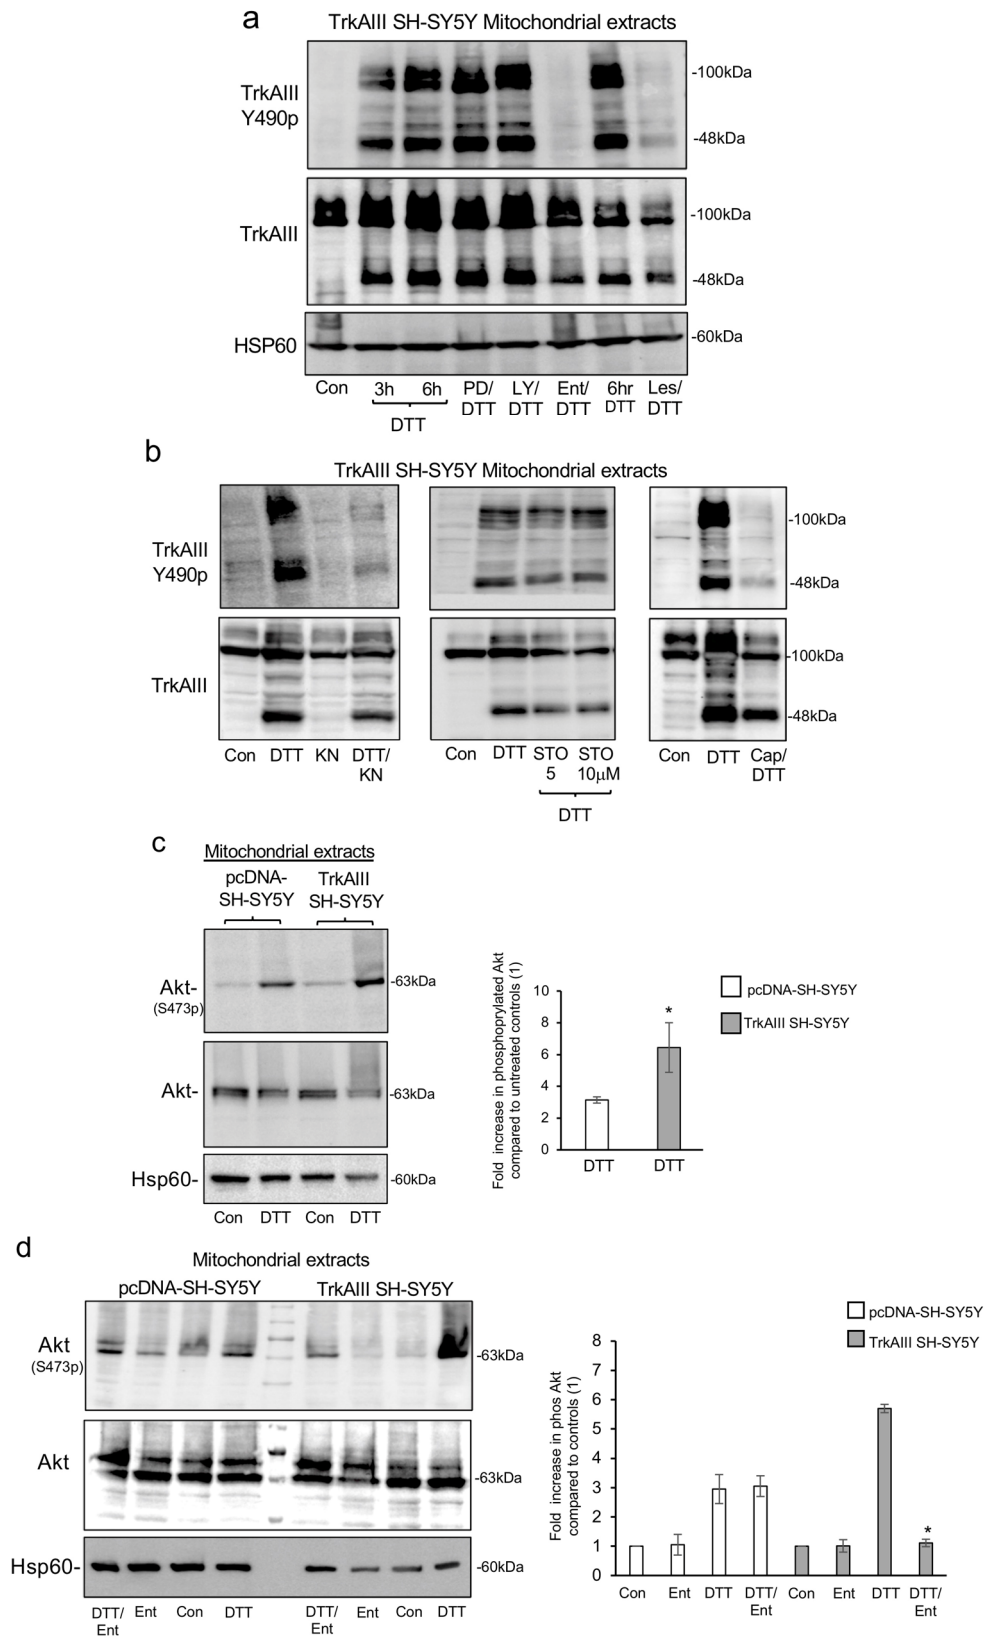 a
TrkAIII SH-SY5Y Mitochondrial extracts
TrkAIII
Y490p
-100kDa
-48kDa
TrkAIII
-100kDa
-48kDa
HSP60
-60kDa
Con
3h
6h
DTT
PD/
DTT
LY/
DTT
Ent/
DTT
6hr
DTT
Les/
DTT
b
TrkAIII SH-SY5Y Mitochondrial extracts
TrkAIII
Y490p
-100kDa
-48kDa
TrkAIII
-100kDa
-48kDa
Con
DTT
KN
DTT/
KN
Con
DTT
STO
5
STO
10μM
DTT
Con
DTT
Cap/
DTT
c
Mitochondrial extracts
pcDNA-
SH-SY5Y
TrkAIII
SH-SY5Y
Akt-
(S473p)
-63kDa
Akt-
-63kDa
Hsp60-
-60kDa
Con
DTT
Con
DTT
Fold increase in phosphoprylated Akt
compared to untreated controls (1)
10
8
6
4
2
0
*
DTT
DTT
pcDNA-SH-SY5Y
TrkAIII SH-SY5Y
d
Mitochondrial extracts
pcDNA-SH-SY5Y
TrkAIII SH-SY5Y
Akt
(S473p)
-63kDa
Akt
-63kDa
Hsp60-
-60kDa
DTT/
Ent
Ent
Con
DTT
DTT/
Ent
Ent
Con
DTT
pcDNA-SH-SY5Y
TrkAIII SH-SY5Y
Fold increase in phos Akt
compared to controls (1)
8
7
6
5
4
3
2
1
0
*
Con
Ent
DTT
DTT/
Ent
Con
Ent
DTT
DTT/
Ent